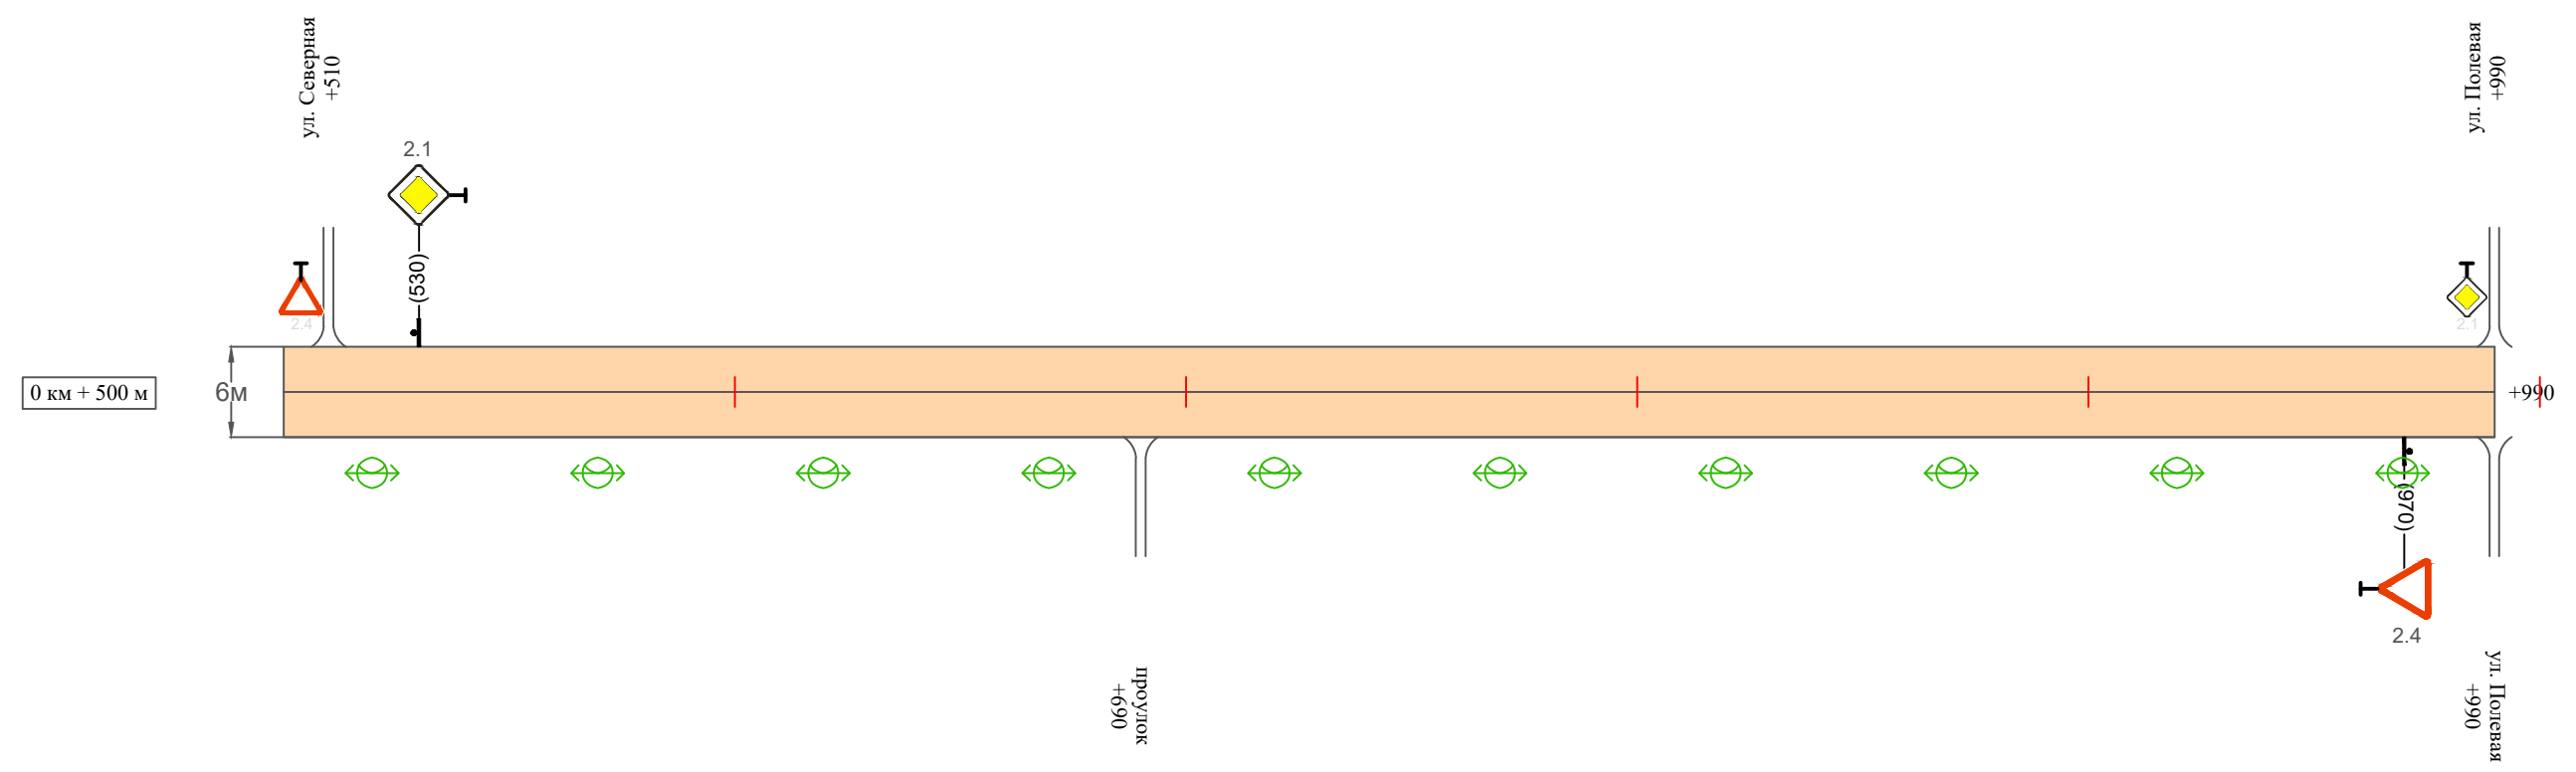 ул. Северная
+510
ул. Полевая
+990
2.1
(530)
2.4
2.1
0 км + 500 м
6м
+990
(970)
2.4
проулок
+690
ул. Полевая
+990